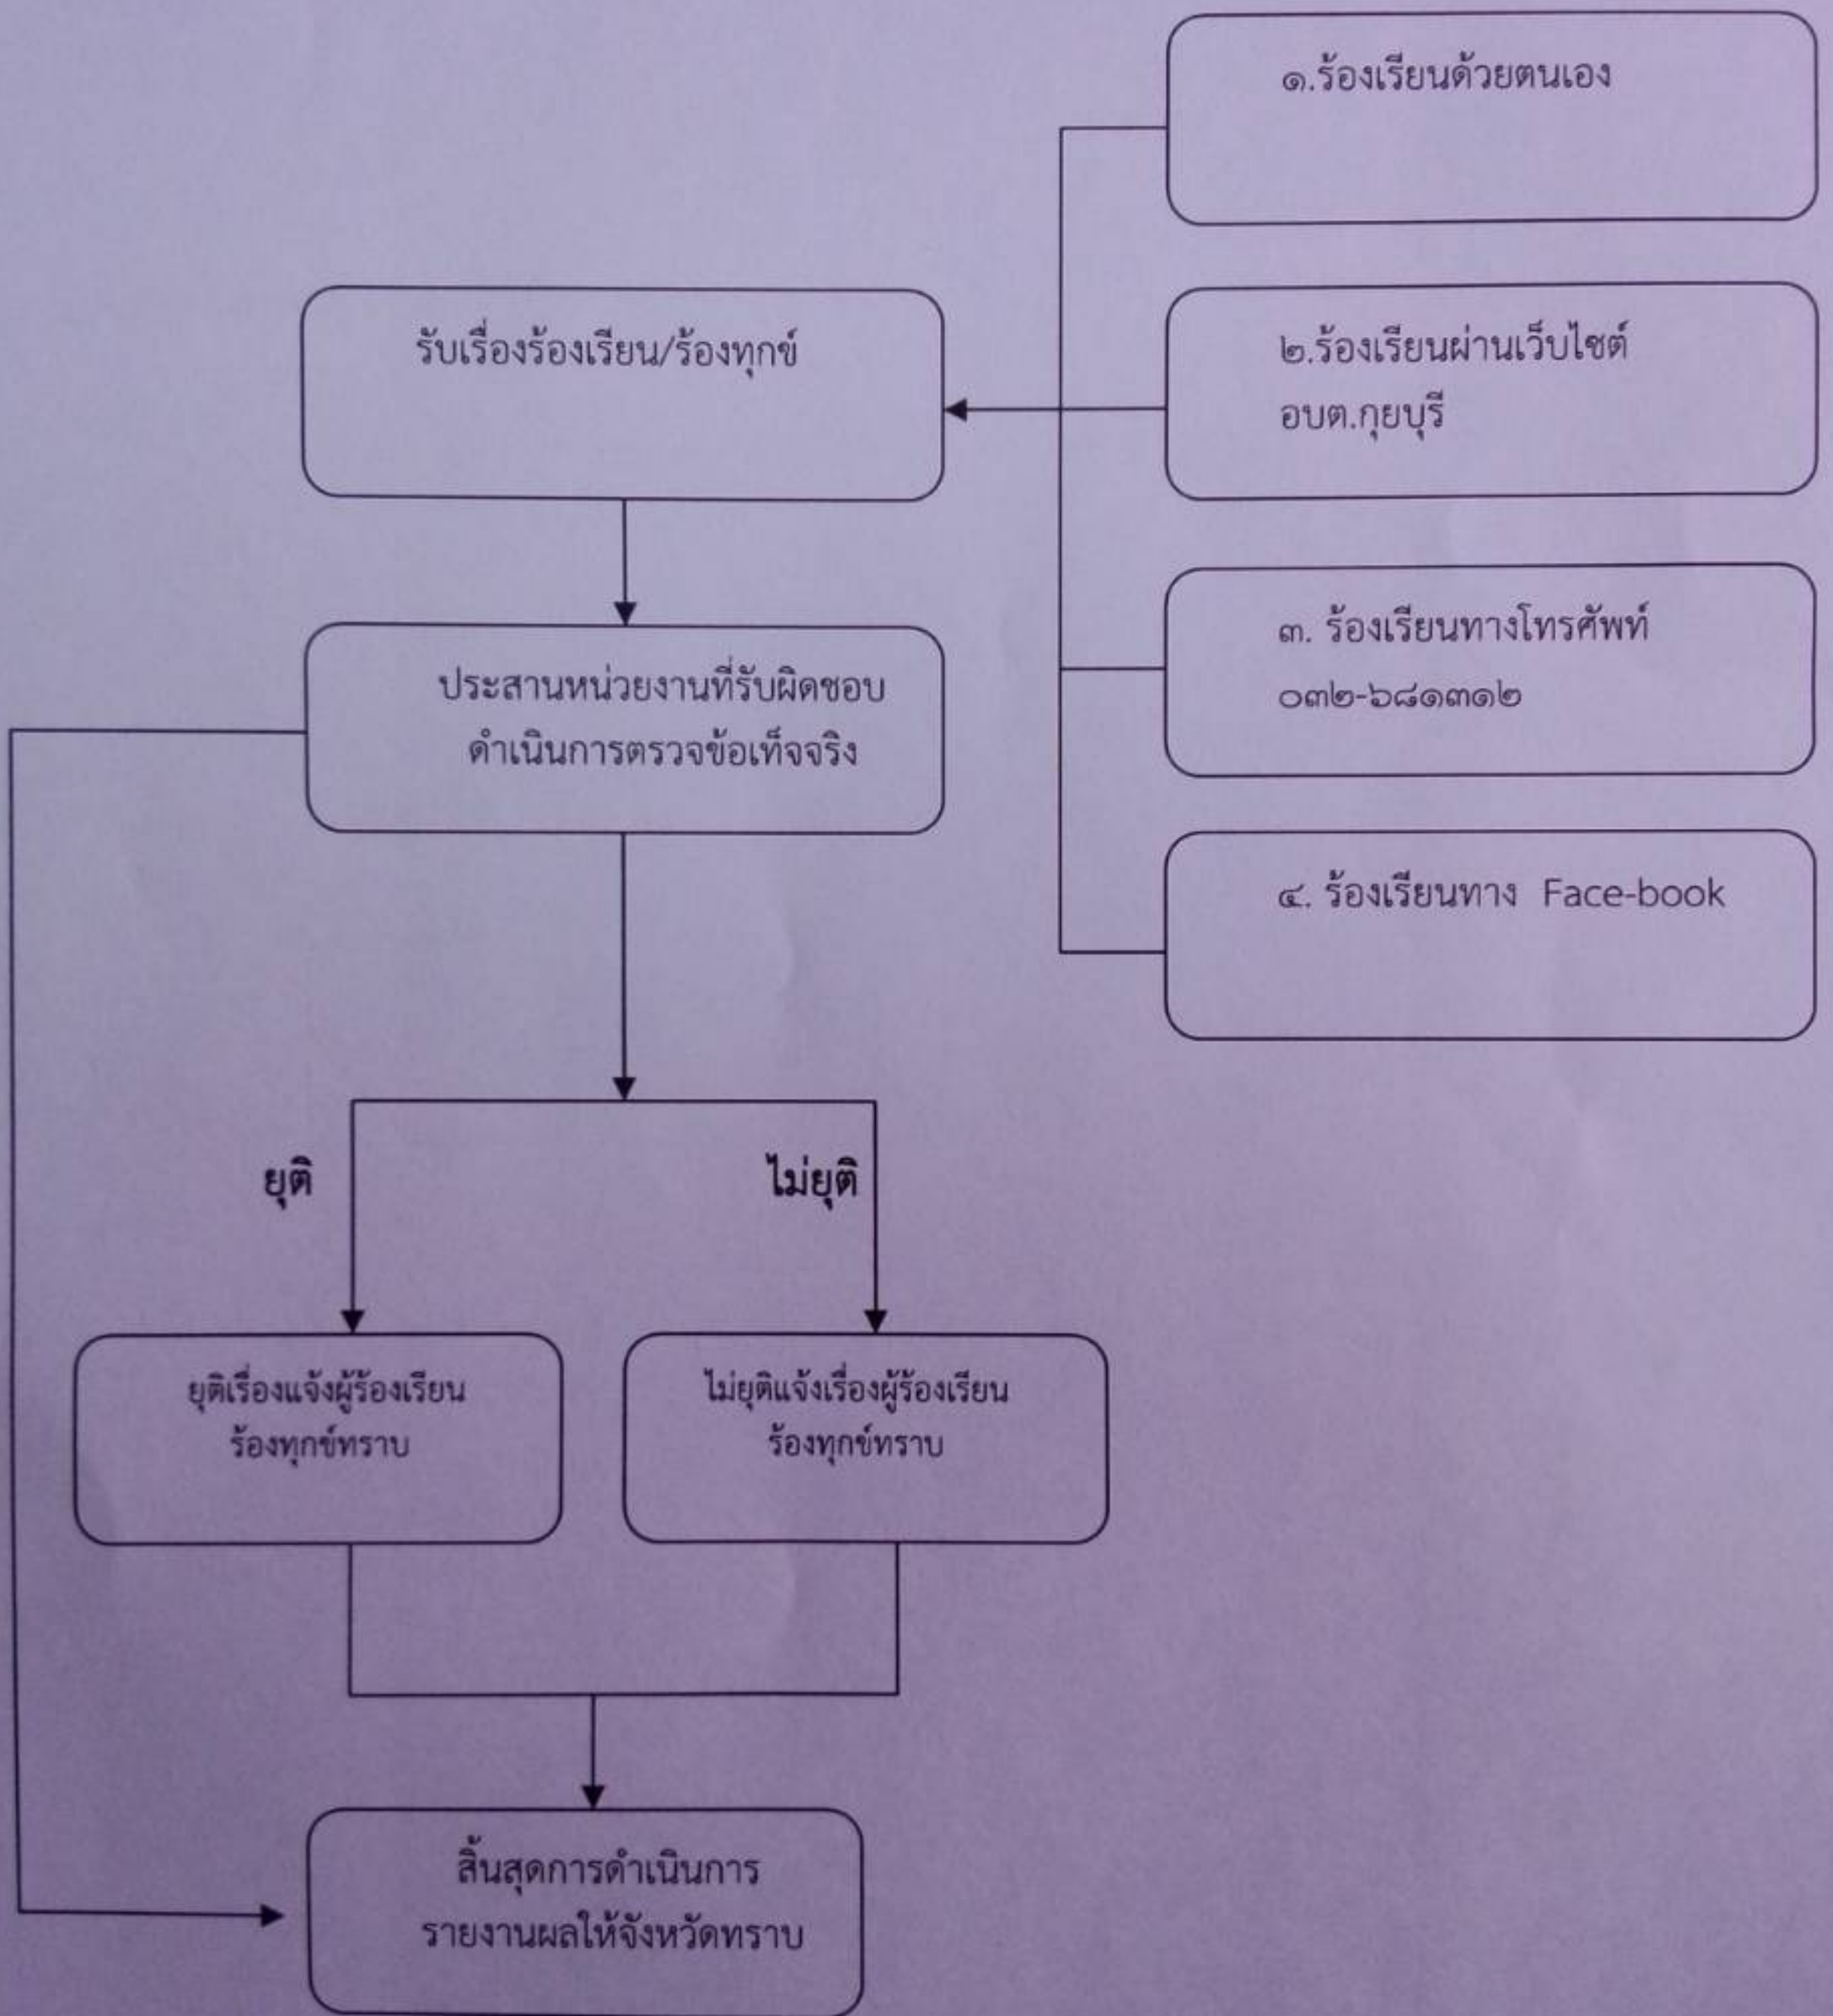 ๑.ร้องเรียนด้วยตนเอง
รับเรื่องร้องเรียน/ร้องทุกข์
๒.ร้องเรียนผ่านเว็บไซต์
อบต.กุยบุรี
๓. ร้องเรียนทางโทรศัพท์
๐๓๒-๖๘๑๓๑๒
ประสานหน่วยงานที่รับผิดชอบ
ดำเนินการตรวจข้อเท็จจริง
๔. ร้องเรียนทาง Face-book
ยุติ
ไม่ยุติ
ยุติเรื่องแจ้งผู้ร้องเรียน
ร้องทุกข์ทราบ
ไม่ยุติแจ้งเรื่องผู้ร้องเรียน
ร้องทุกข์ทราบ
สิ้นสุดการดำเนินการ
รายงานผลให้จังหวัดทราบ